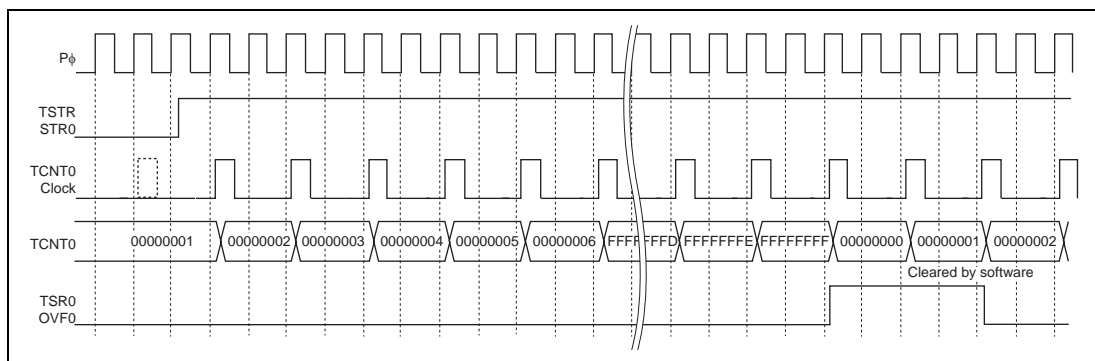 Pϕ
TSTR
STR0
TCNT0
Clock
TCNT0 00000001 00000002 00000003 00000004 00000005 00000006 FFFFFFFD FFFFFFFE FFFFFFFF 00000000 00000001 00000002
Cleared by software
TSR0
OVF0